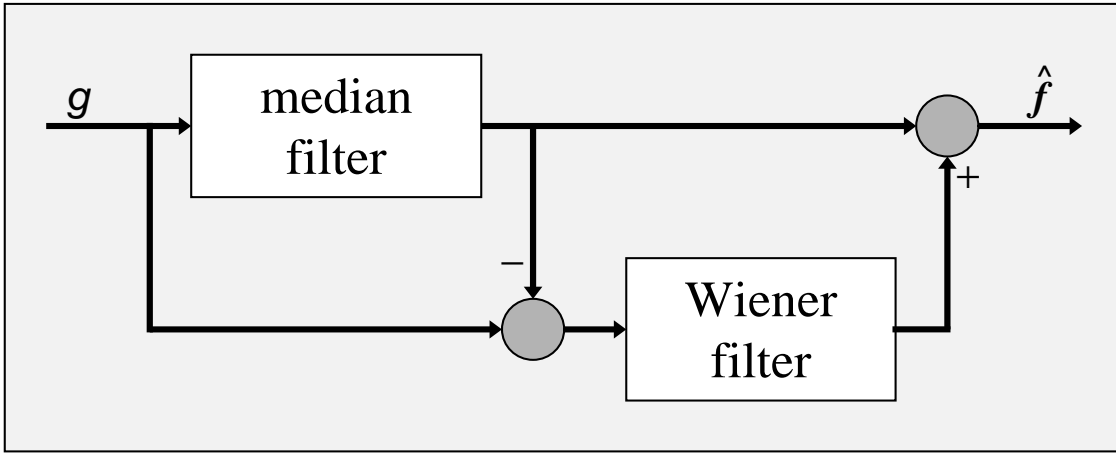 g
median
filter
f̂
+
−
Wiener
filter